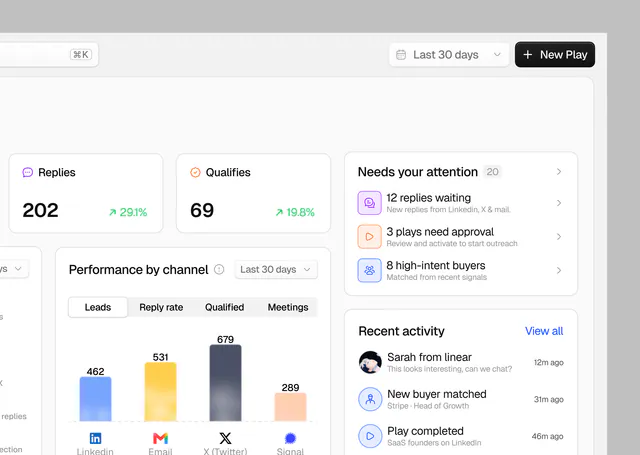 ⌘K
Last 30 days
+ New Play
Replies
202
29.1%
Qualifies
69
19.8%
Needs your attention 20
12 replies waiting
New replies from Linkedin, X & mail.
3 plays need approval
Review and activate to start outreach
8 high-intent buyers
Matched from recent signals
Performance by channel
Last 30 days
Leads Reply rate Qualified Meetings
462
531
679
289
Linkedin Email X (Twitter) Signal
replies
Recent activity View all
Sarah from linear
This looks interesting, can we chat?
12m ago
New buyer matched
Stripe · Head of Growth
31m ago
Play completed
SaaS founders on LinkedIn
46m ago